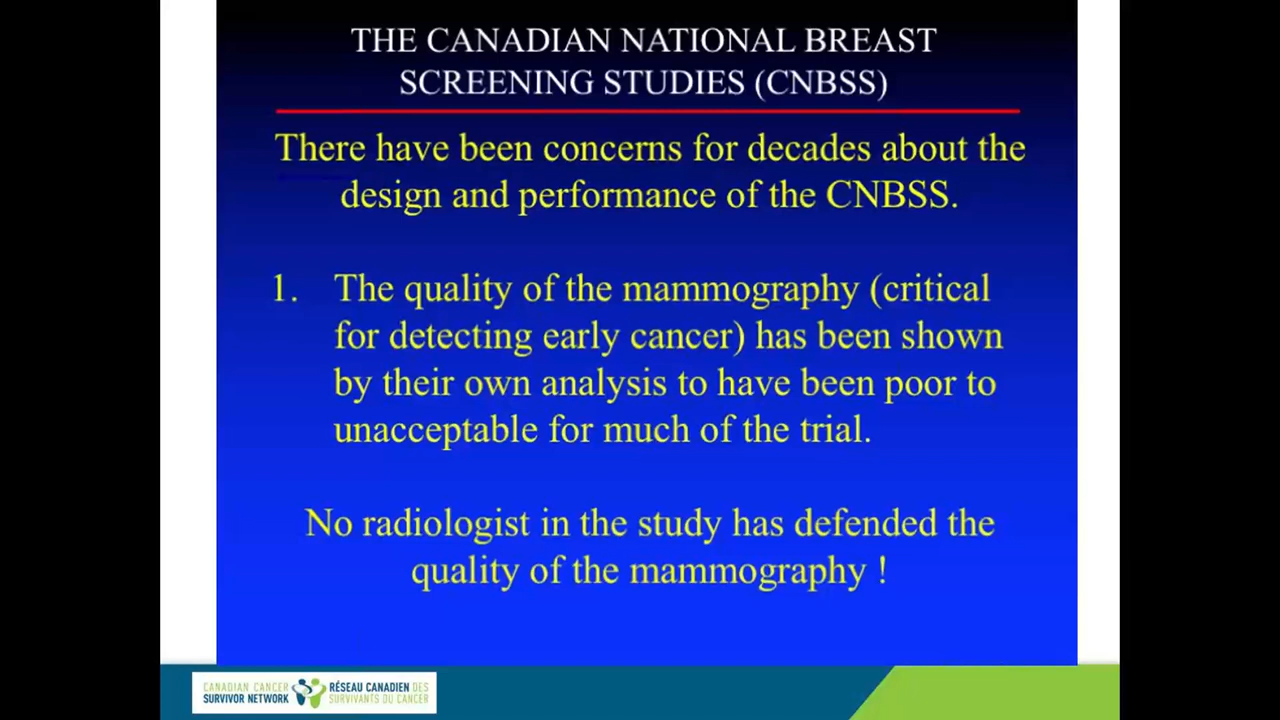 THE CANADIAN NATIONAL BREAST
SCREENING STUDIES (CNBSS)
There have been concerns for decades about the
design and performance of the CNBSS.
1. The quality of the mammography (critical
for detecting early cancer) has been shown
by their own analysis to have been poor to
unacceptable for much of the trial.
No radiologist in the study has defended the
quality of the mammography !
CANADIAN CANCER
SURVIVOR NETWORK
RÉSEAU CANADIEN DES
SURVIVANTS DU CANCER